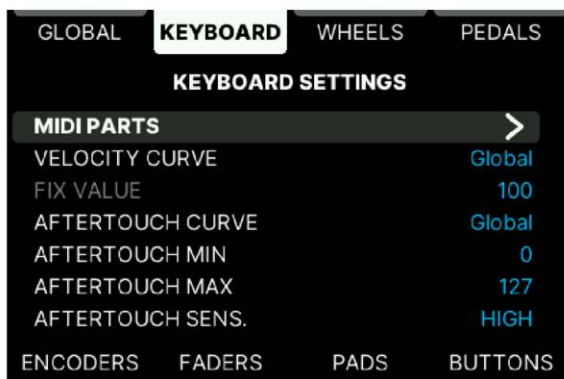 GLOBAL KEYBOARD WHEELS PEDALS
KEYBOARD SETTINGS
MIDI PARTS >
VELOCITY CURVE Global
FIX VALUE 100
AFTERTOUCH CURVE Global
AFTERTOUCH MIN 0
AFTERTOUCH MAX 127
AFTERTOUCH SENS. HIGH
ENCODERS FADERS PADS BUTTONS